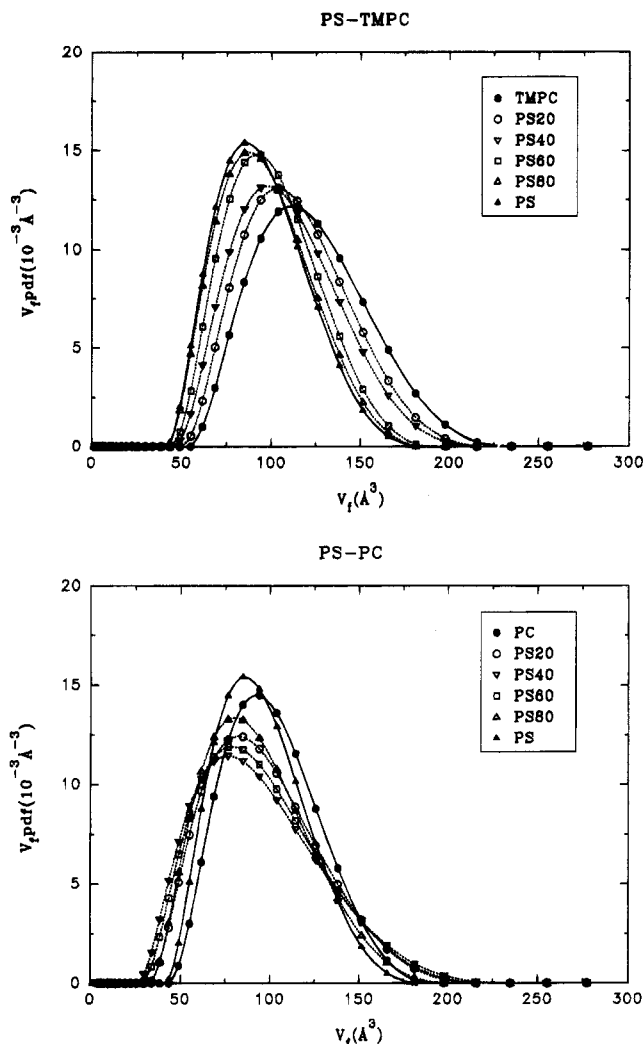 PS-TMPC
20
15
10
5
0
V_f pdf(10^-3 Å^-3)
TMPC
PS20
PS40
PS60
PS80
PS
0 50 100 150 200 250 300
V_f(Å^3)
PS-PC
20
15
10
5
0
V_f pdf(10^-3 Å^-3)
PC
PS20
PS40
PS60
PS80
PS
0 50 100 150 200 250 300
V_f(Å^3)